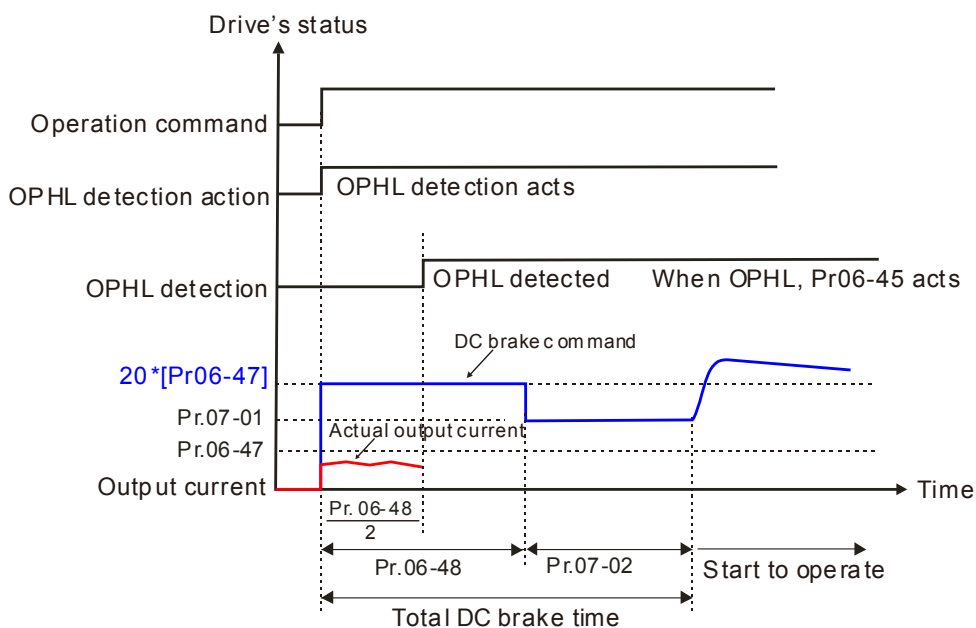 Drive's status
Operation command
OPHL detection action
OPHL detection acts
OPHL detection
OPHL detected
When OPHL, Pr06-45 acts
DC brake command
20*[Pr06-47]
Pr.07-01
Actual output current
Pr.06-47
Output current
Time
Pr. 06-48
2
Pr.06-48
Pr.07-02
Start to operate
Total DC brake time